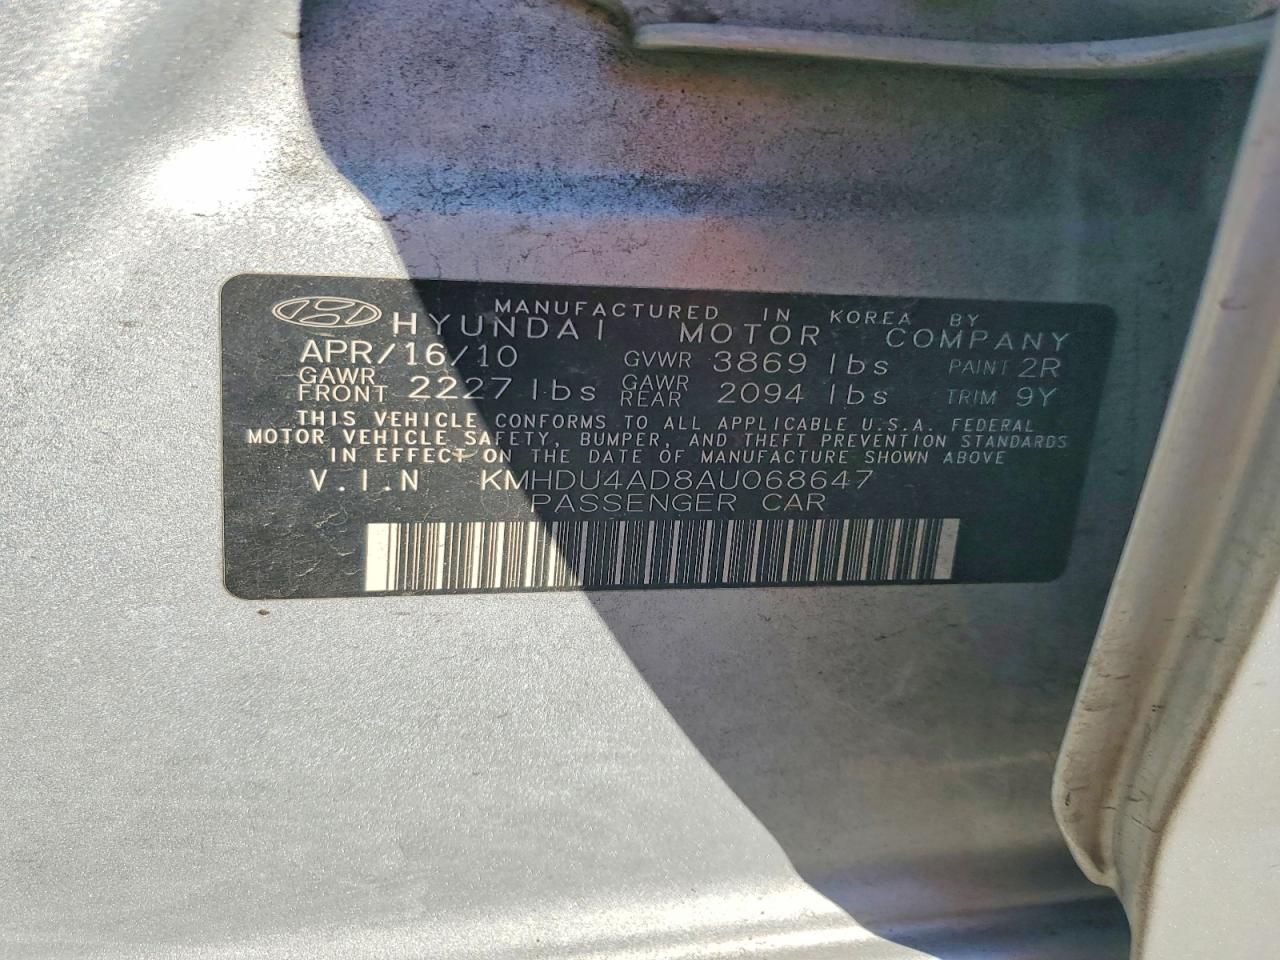 MANUFACTURED IN KOREA BY
HYUNDAI MOTOR COMPANY
APR/16/10 GVWR 3869 lbs PAINT 2R
GAWR FRONT 2227 lbs GAWR REAR 2094 lbs TRIM 9Y
THIS VEHICLE CONFORMS TO ALL APPLICABLE U.S.A. FEDERAL
MOTOR VEHICLE SAFETY, BUMPER, AND THEFT PREVENTION STANDARDS
IN EFFECT ON THE DATE OF MANUFACTURE SHOWN ABOVE
V.I.N KMHDU4AD8AU068647
PASSENGER CAR